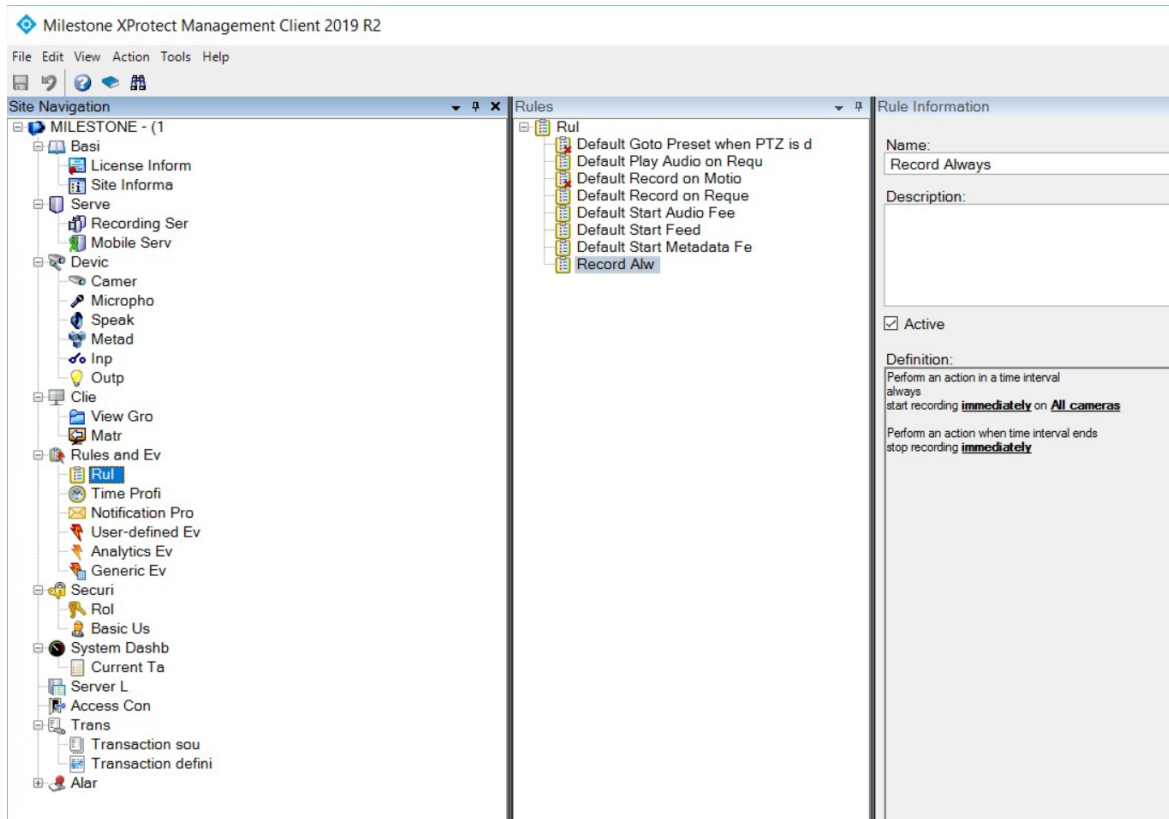 Milestone XProtect Management Client 2019 R2
File Edit View Action Tools Help
Site Navigation
MILESTONE - (1
Basi
License Inform
Site Informa
Serve
Recording Ser
Mobile Serv
Devic
Camer
Micropho
Speak
Metad
Inp
Outp
Clie
View Gro
Matr
Rules and Ev
Rul
Time Profi
Notification Pro
User-defined Ev
Analytics Ev
Generic Ev
Securi
Rol
Basic Us
System Dashb
Current Ta
Server L
Access Con
Trans
Transaction sou
Transaction defini
Alar
Rules
Rul
Default Goto Preset when PTZ is d
Default Play Audio on Requ
Default Record on Motio
Default Record on Reque
Default Start Audio Fee
Default Start Feed
Default Start Metadata Fe
Record Alw
Rule Information
Name:
Record Always
Description:
Active
Definition:
Perform an action in a time interval
always
start recording immediately on All cameras
Perform an action when time interval ends
stop recording immediately